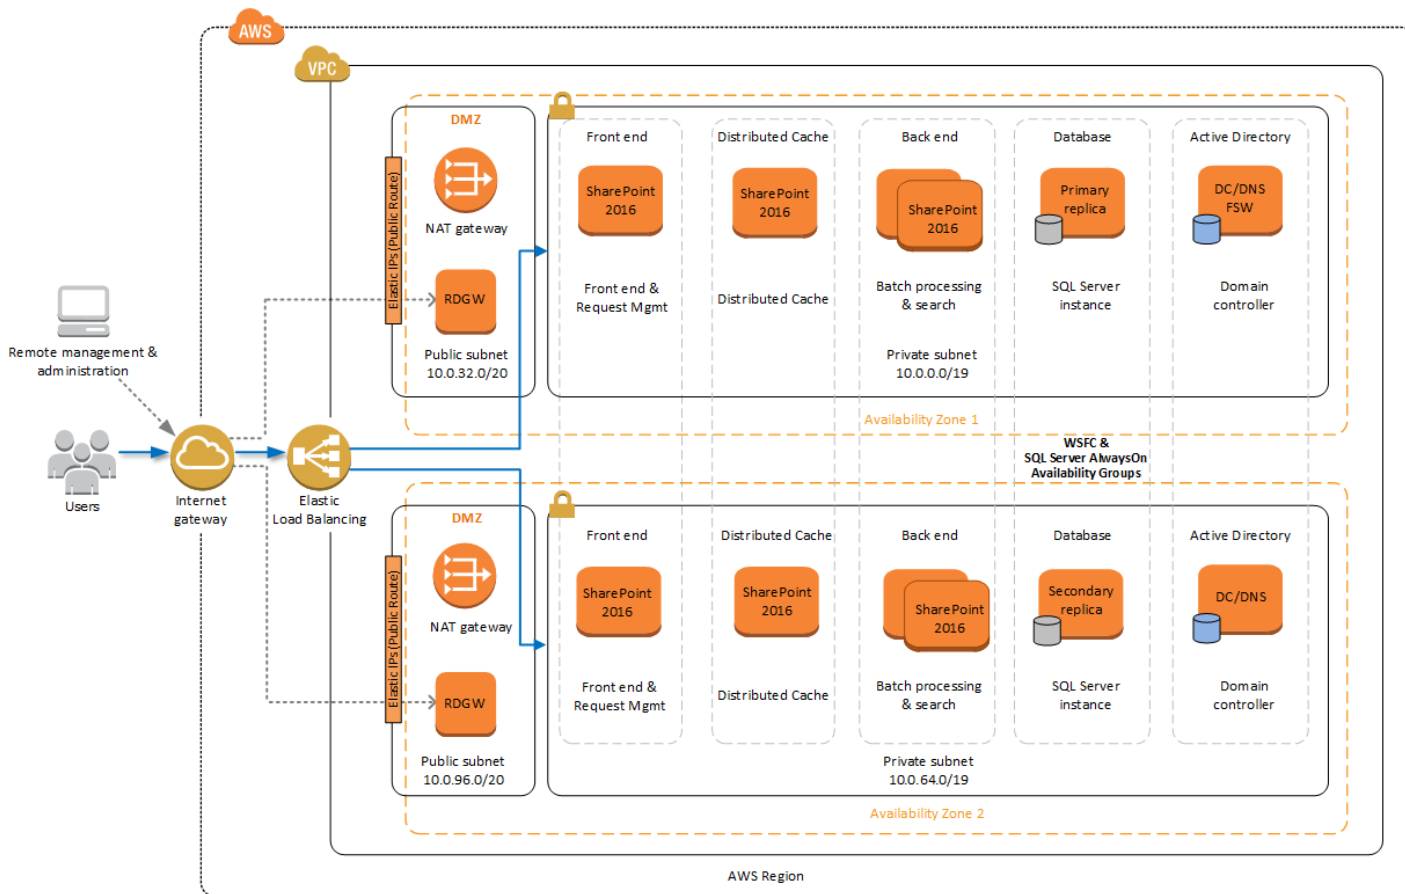 AWS
VPC
DMZ
Elastic IPs (Public Route)
NAT gateway
RDGW
Public subnet
10.0.32.0/20
Front end
SharePoint
2016
Front end &
Request Mgmt
Distributed Cache
SharePoint
2016
Distributed Cache
Back end
SharePoint
2016
Batch processing
& search
Database
Primary
replica
SQL Server
instance
Active Directory
DC/DNS
FSW
Domain
controller
Private subnet
10.0.0.0/19
Availability Zone 1
Remote management &
administration
Users
Internet
gateway
Elastic
Load Balancing
WSFC &
SQL Server AlwaysOn
Availability Groups
DMZ
Elastic IPs (Public Route)
NAT gateway
RDGW
Public subnet
10.0.96.0/20
Front end
SharePoint
2016
Front end &
Request Mgmt
Distributed Cache
SharePoint
2016
Distributed Cache
Back end
SharePoint
2016
Batch processing
& search
Database
Secondary
replica
SQL Server
instance
Active Directory
DC/DNS
Domain
controller
Private subnet
10.0.64.0/19
Availability Zone 2
AWS Region